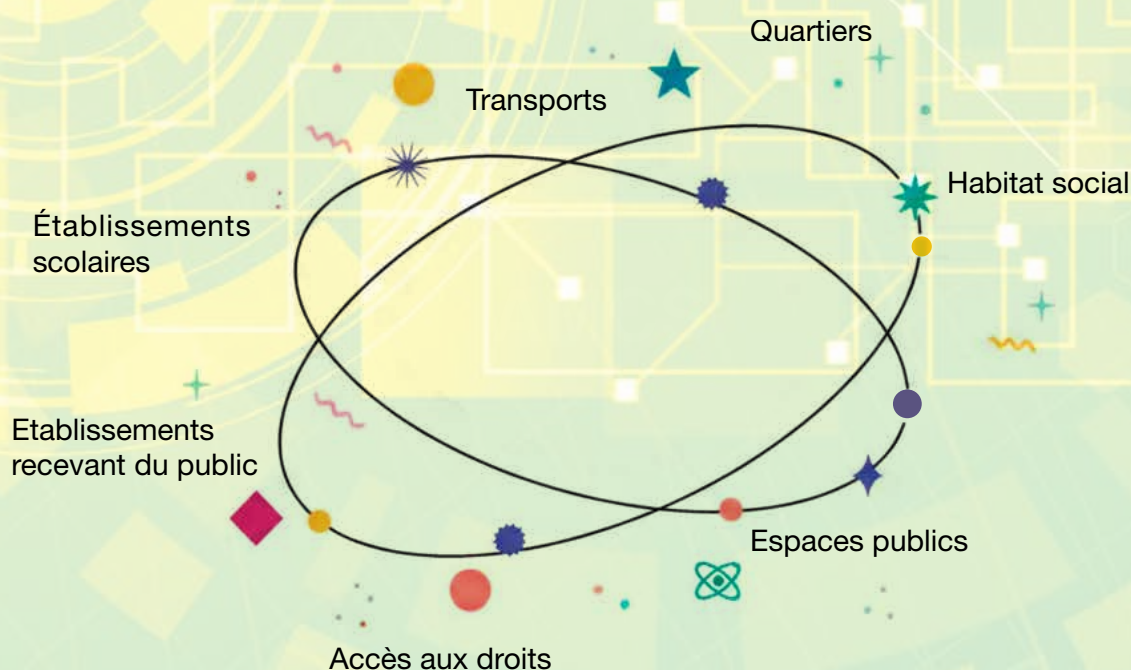 Quartiers
Transports
Habitat social
Établissements
scolaires
Etablissements
recevant du public
Espaces publics
Accès aux droits